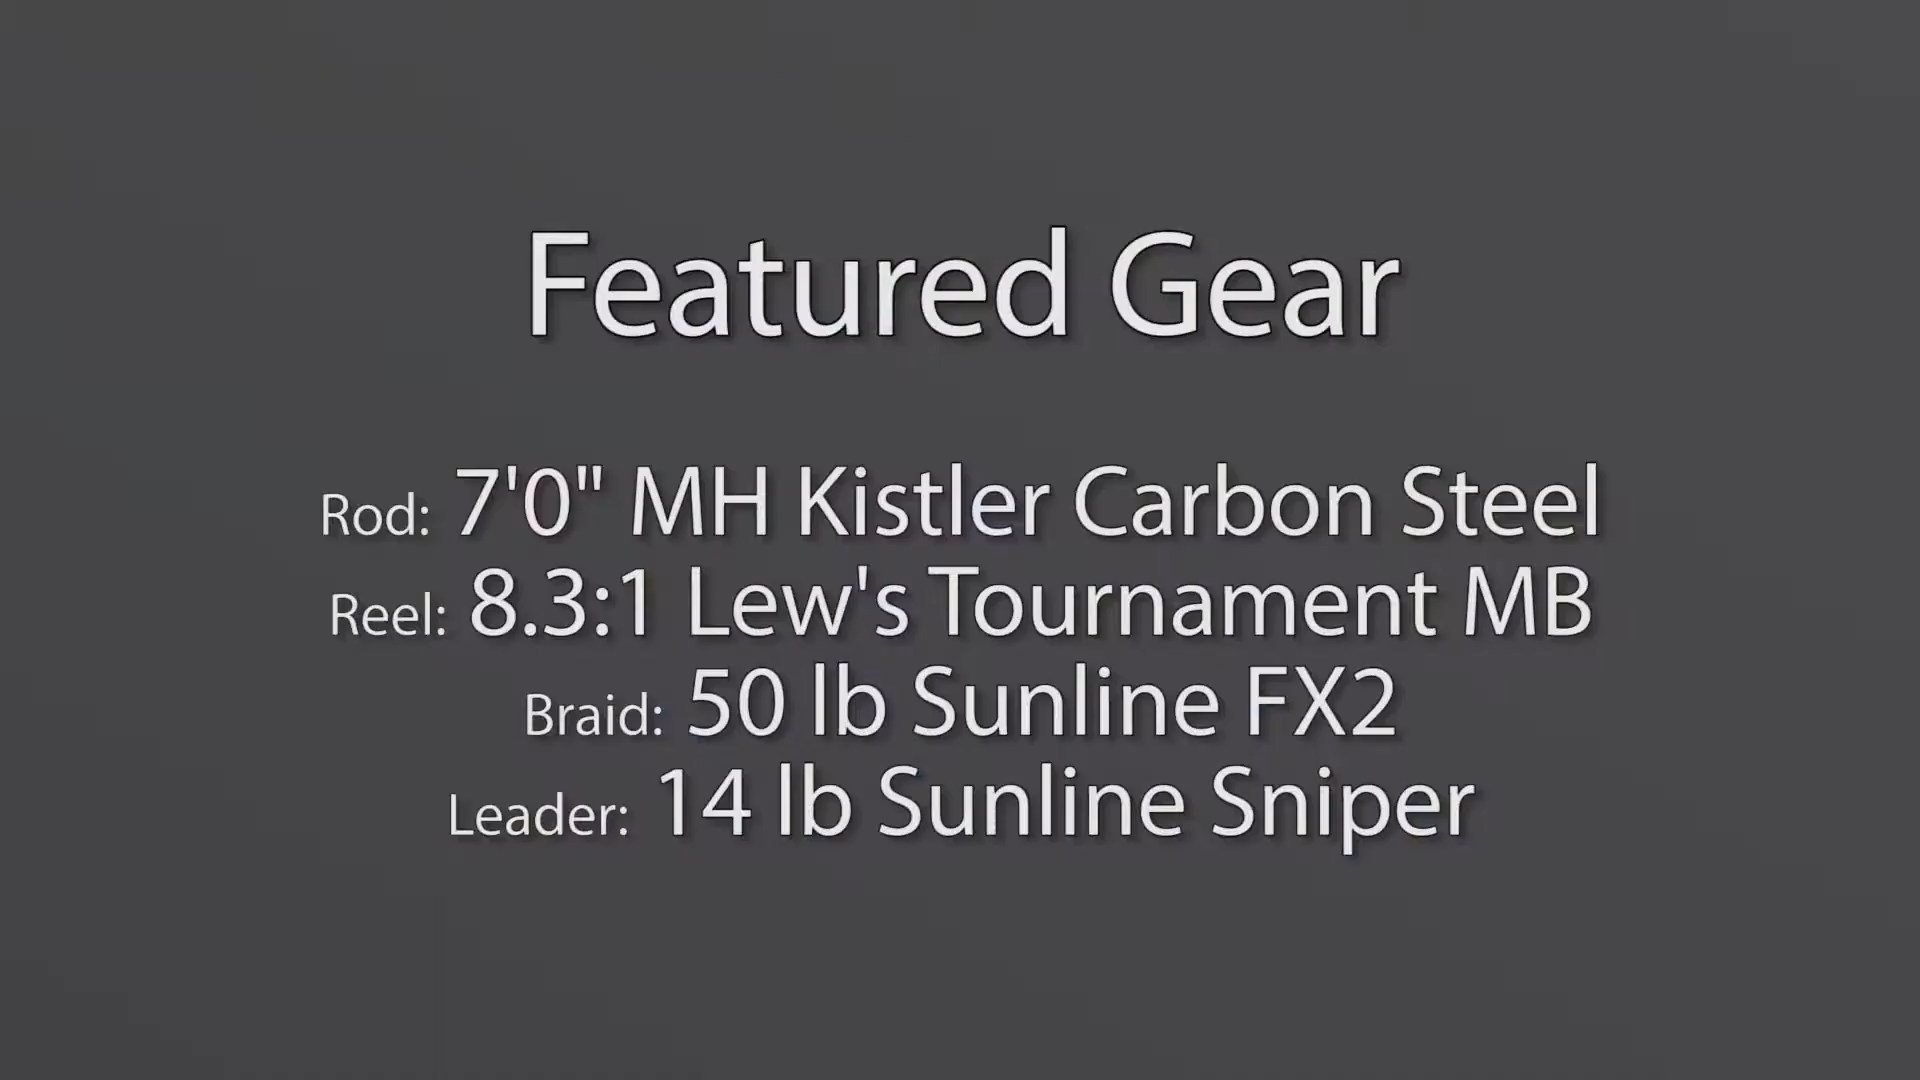 Featured Gear
Rod: 7'0" MH Kistler Carbon Steel
Reel: 8.3:1 Lew's Tournament MB
Braid: 50 lb Sunline FX2
Leader: 14 lb Sunline Sniper